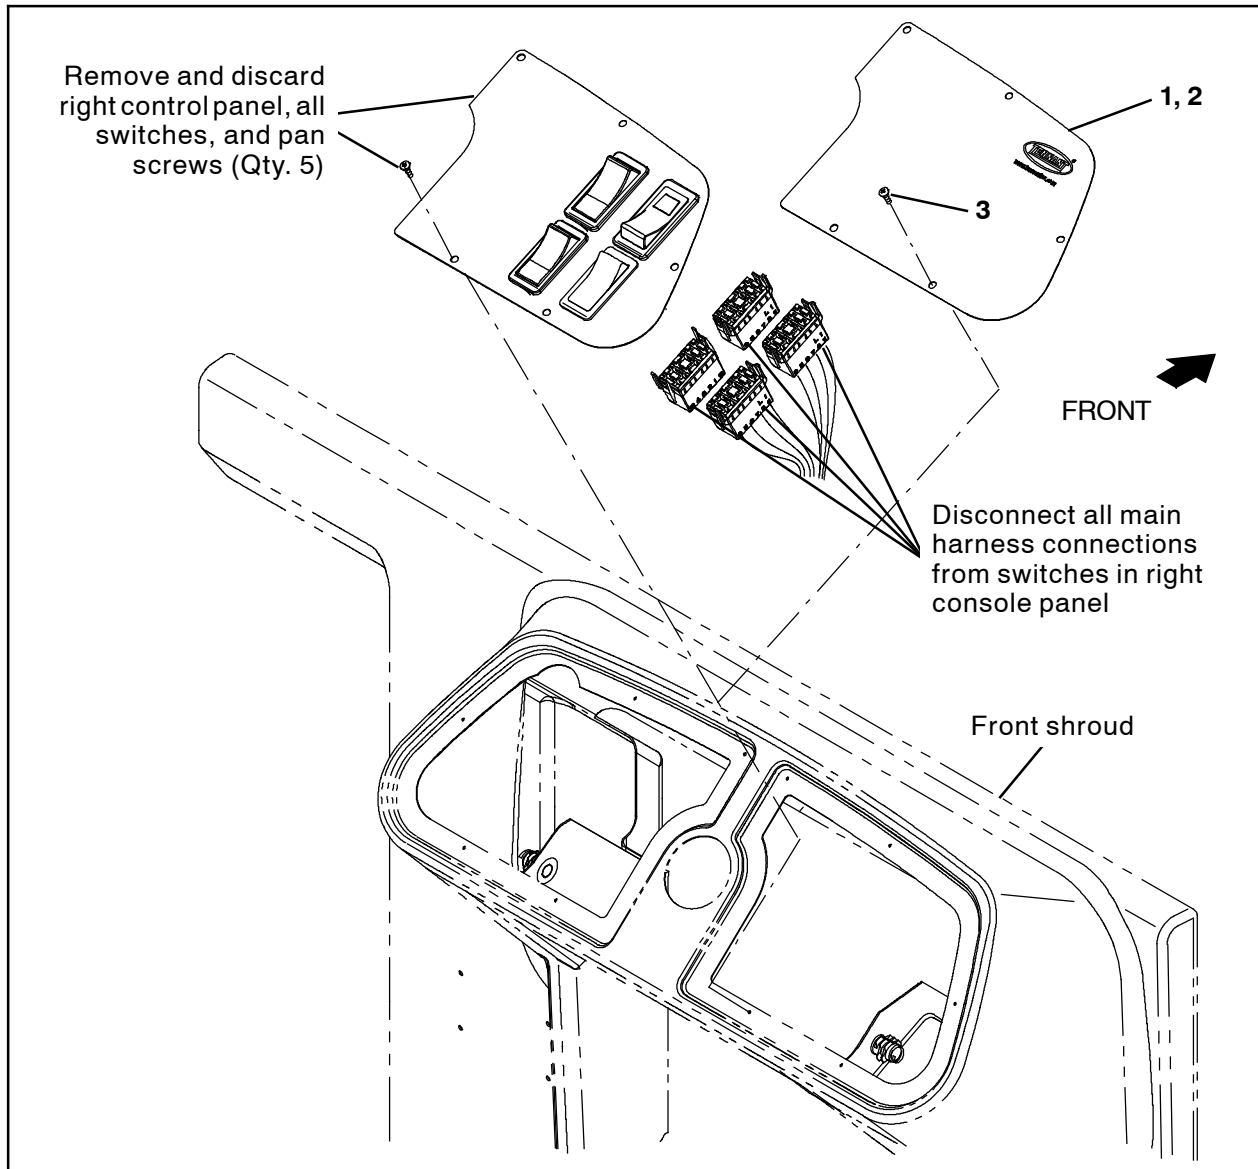 Remove and discard
right control panel, all
switches, and pan
screws (Qty. 5)
1, 2
3
FRONT
Disconnect all main
harness connections
from switches in right
console panel
Front shroud